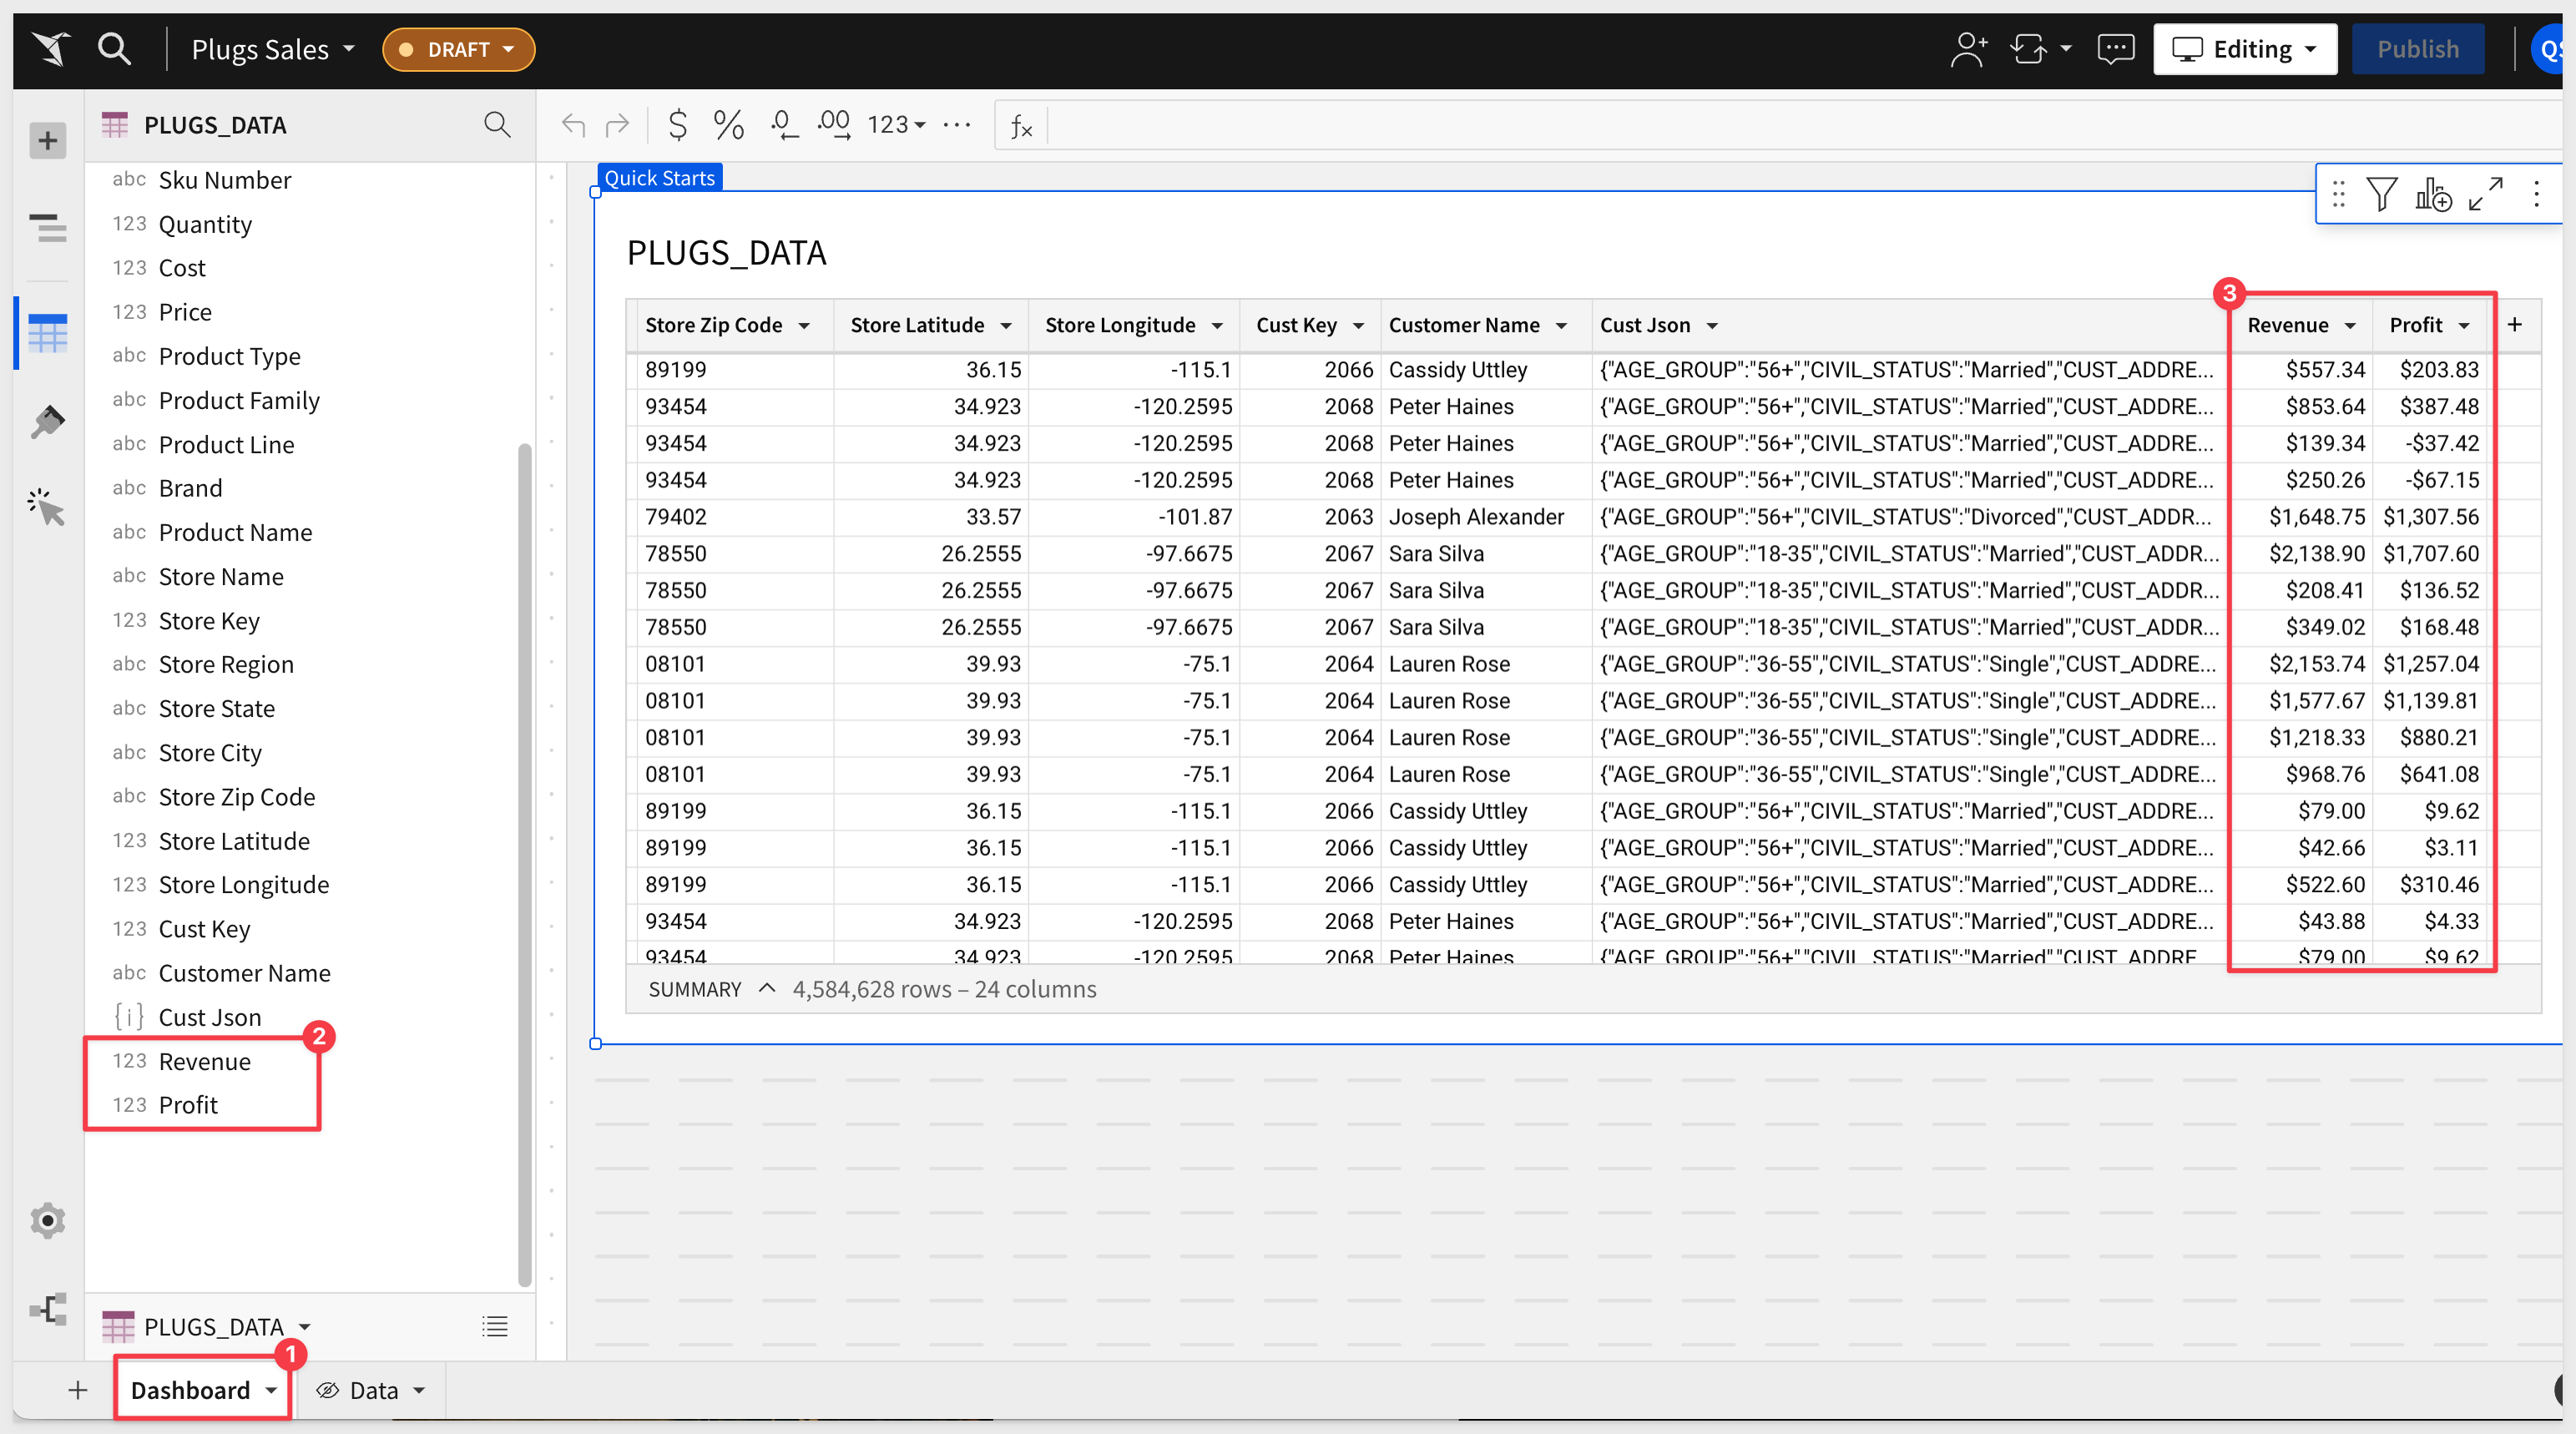 Plugs Sales DRAFT Editing Publish QS
PLUGS_DATA
$ % .0 .00 123 ... fx
abc Sku Number
123 Quantity
123 Cost
123 Price
abc Product Type
abc Product Family
abc Product Line
abc Brand
abc Product Name
abc Store Name
123 Store Key
abc Store Region
abc Store State
abc Store City
abc Store Zip Code
123 Store Latitude
123 Store Longitude
123 Cust Key
abc Customer Name
{i} Cust Json
2
123 Revenue
123 Profit
PLUGS_DATA
Quick Starts
PLUGS_DATA
3
Store Zip Code Store Latitude Store Longitude Cust Key Customer Name Cust Json Revenue Profit +
89199 36.15 -115.1 2066 Cassidy Uttley {"AGE_GROUP":"56+","CIVIL_STATUS":"Married","CUST_ADDRE... $557.34 $203.83
93454 34.923 -120.2595 2068 Peter Haines {"AGE_GROUP":"56+","CIVIL_STATUS":"Married","CUST_ADDRE... $853.64 $387.48
93454 34.923 -120.2595 2068 Peter Haines {"AGE_GROUP":"56+","CIVIL_STATUS":"Married","CUST_ADDRE... $139.34 -$37.42
93454 34.923 -120.2595 2068 Peter Haines {"AGE_GROUP":"56+","CIVIL_STATUS":"Married","CUST_ADDRE... $250.26 -$67.15
79402 33.57 -101.87 2063 Joseph Alexander {"AGE_GROUP":"56+","CIVIL_STATUS":"Divorced","CUST_ADDR... $1,648.75 $1,307.56
78550 26.2555 -97.6675 2067 Sara Silva {"AGE_GROUP":"18-35","CIVIL_STATUS":"Married","CUST_ADDR... $2,138.90 $1,707.60
78550 26.2555 -97.6675 2067 Sara Silva {"AGE_GROUP":"18-35","CIVIL_STATUS":"Married","CUST_ADDR... $208.41 $136.52
78550 26.2555 -97.6675 2067 Sara Silva {"AGE_GROUP":"18-35","CIVIL_STATUS":"Married","CUST_ADDR... $349.02 $168.48
08101 39.93 -75.1 2064 Lauren Rose {"AGE_GROUP":"36-55","CIVIL_STATUS":"Single","CUST_ADDRE... $2,153.74 $1,257.04
08101 39.93 -75.1 2064 Lauren Rose {"AGE_GROUP":"36-55","CIVIL_STATUS":"Single","CUST_ADDRE... $1,577.67 $1,139.81
08101 39.93 -75.1 2064 Lauren Rose {"AGE_GROUP":"36-55","CIVIL_STATUS":"Single","CUST_ADDRE... $1,218.33 $880.21
08101 39.93 -75.1 2064 Lauren Rose {"AGE_GROUP":"36-55","CIVIL_STATUS":"Single","CUST_ADDRE... $968.76 $641.08
89199 36.15 -115.1 2066 Cassidy Uttley {"AGE_GROUP":"56+","CIVIL_STATUS":"Married","CUST_ADDRE... $79.00 $9.62
89199 36.15 -115.1 2066 Cassidy Uttley {"AGE_GROUP":"56+","CIVIL_STATUS":"Married","CUST_ADDRE... $42.66 $3.11
89199 36.15 -115.1 2066 Cassidy Uttley {"AGE_GROUP":"56+","CIVIL_STATUS":"Married","CUST_ADDRE... $522.60 $310.46
93454 34.923 -120.2595 2068 Peter Haines {"AGE_GROUP":"56+","CIVIL_STATUS":"Married","CUST_ADDRE... $43.88 $4.33
93454 34.923 -120.2595 2068 Peter Haines {"AGE_GROUP":"56+","CIVIL_STATUS":"Married","CUST_ADDRE $79.00 $9.62
SUMMARY 4,584,628 rows – 24 columns
1
Dashboard Data